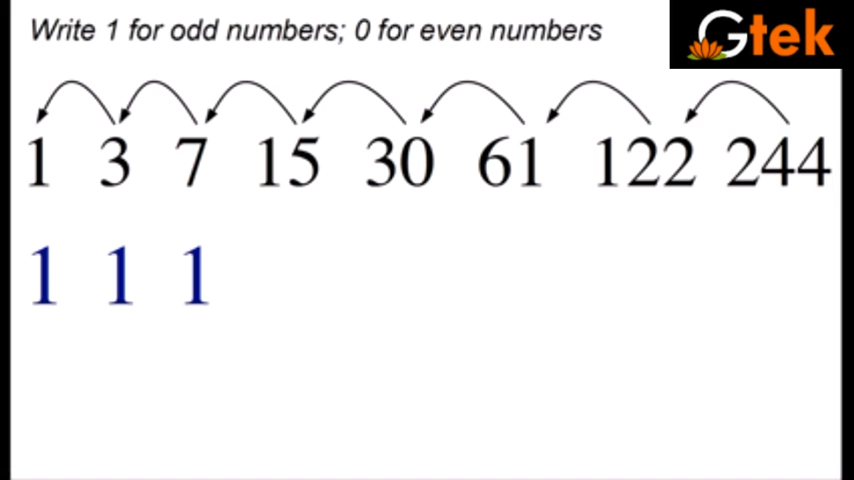 Write 1 for odd numbers; 0 for even numbers
Gtek
1 3 7 15 30 61 122 244
1 1 1